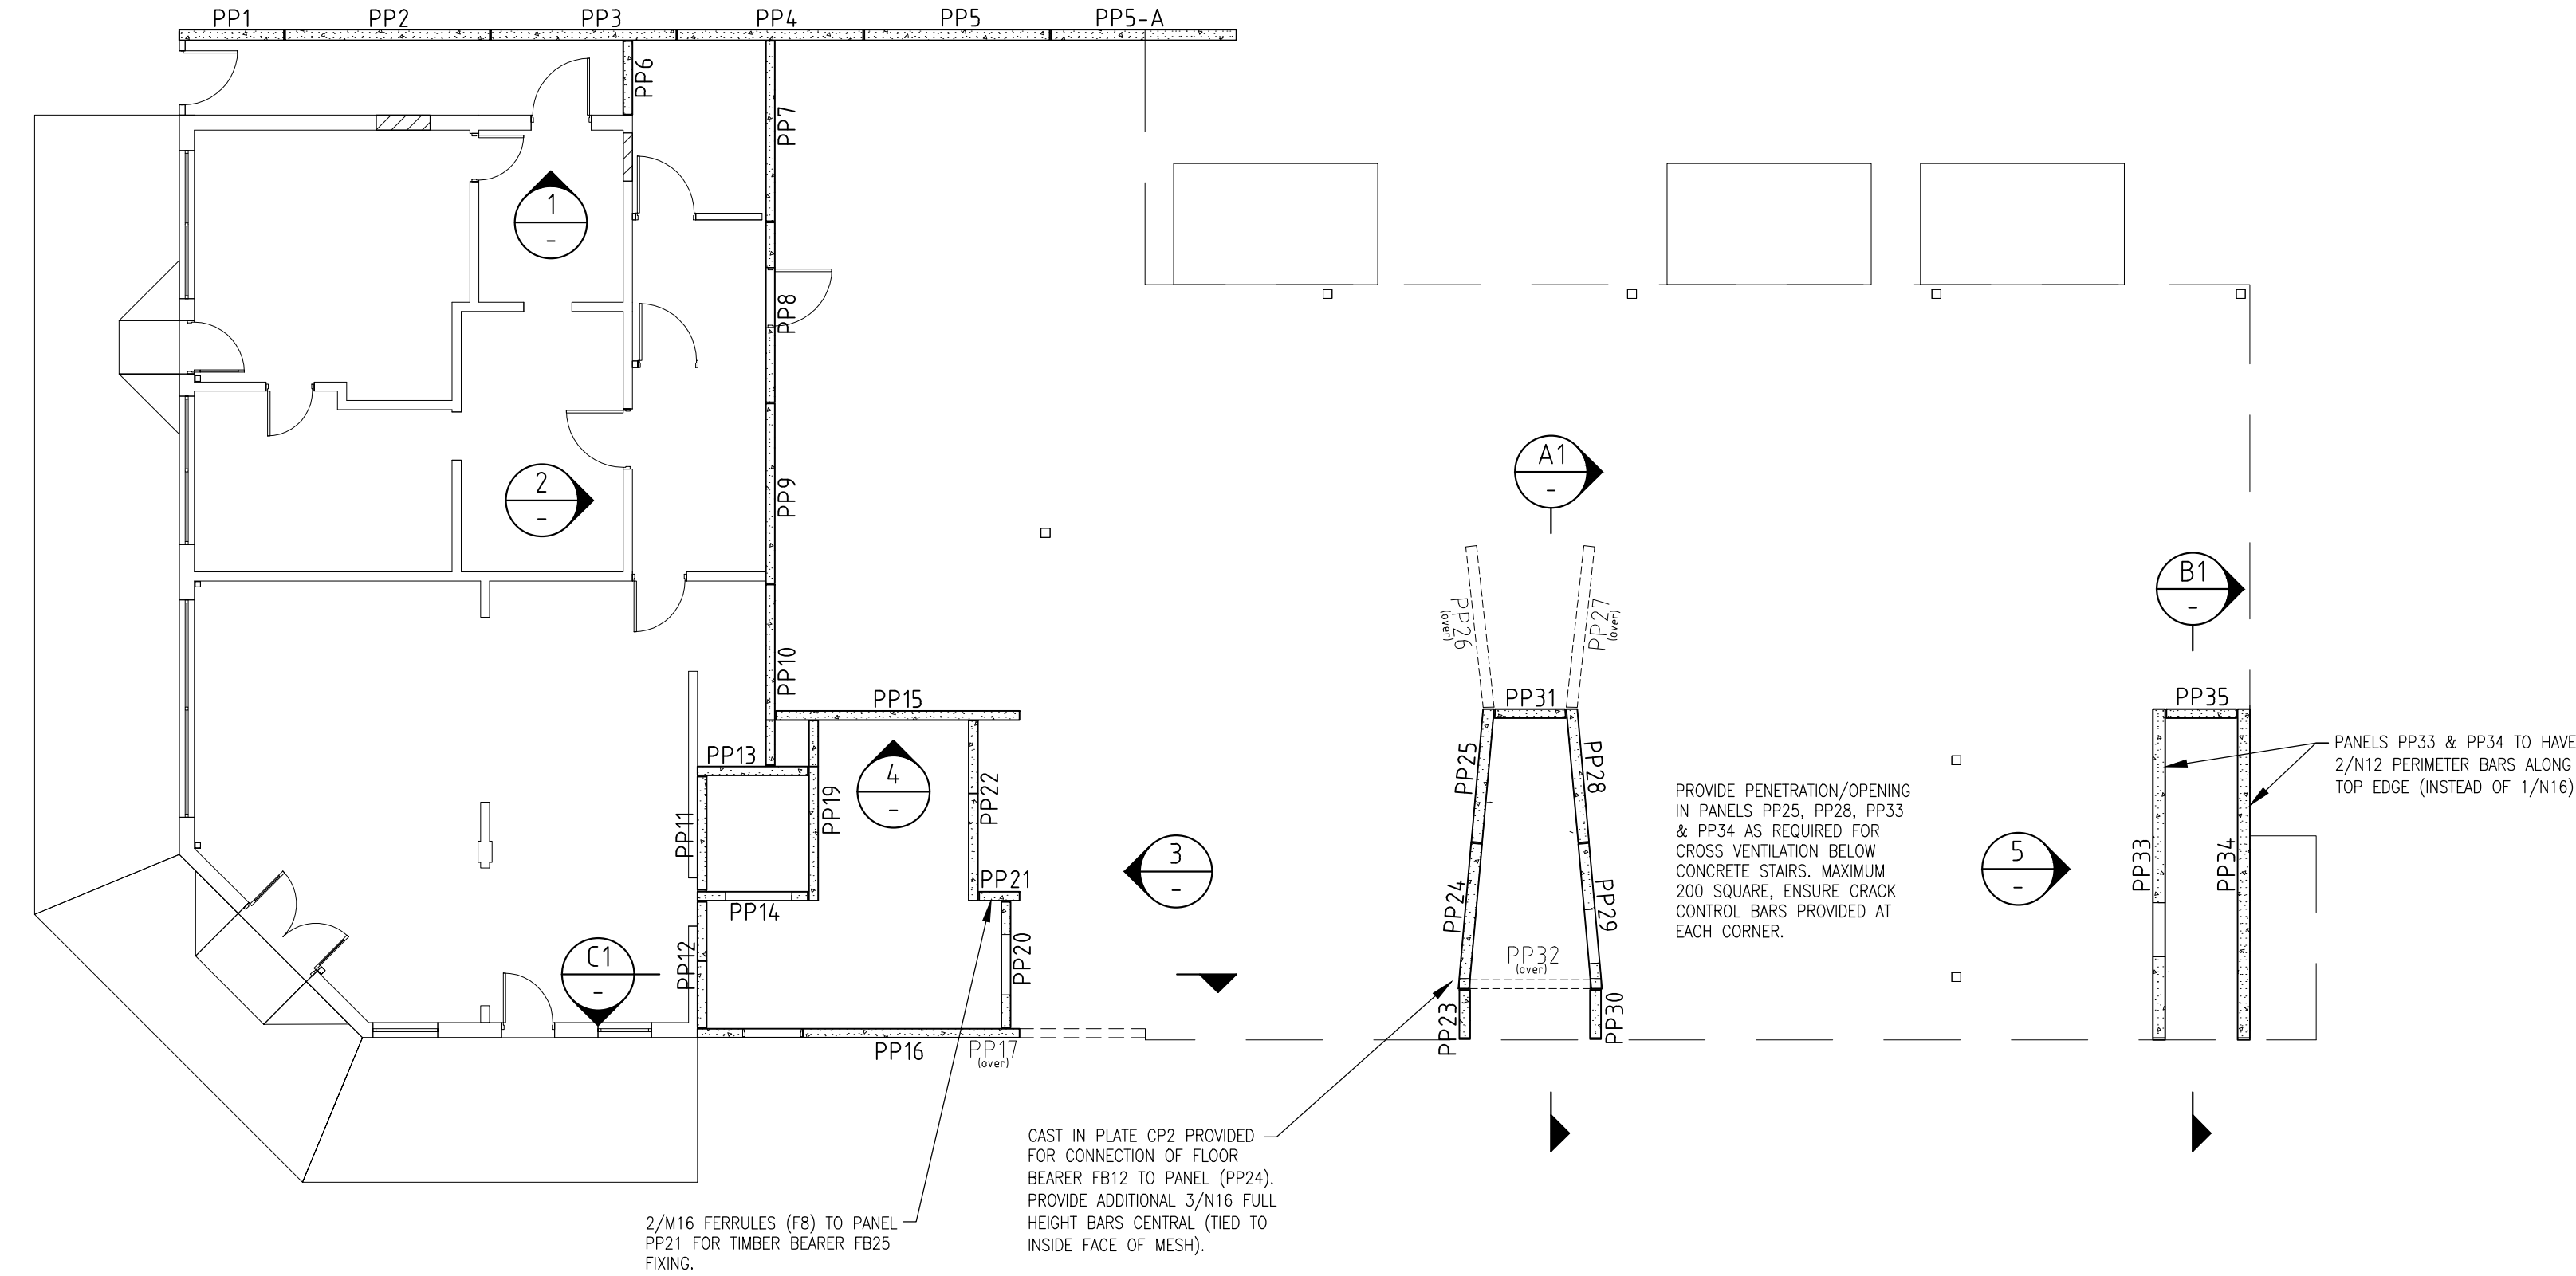 PP1
PP2
PP3
PP4
PP5
PP5-A
PP6
PP7
1
-
PP8
2
-
PP9
A1
-
B1
-
PP26
(over)
PP27
(over)
PP10
PP15
PP31
PP35
PP13
4
-
PP25
PP28
PP19
PP22
PP11
PANELS PP33 & PP34 TO HAVE
2/N12 PERIMETER BARS ALONG
TOP EDGE (INSTEAD OF 1/N16)
PROVIDE PENETRATION/OPENING
IN PANELS PP25, PP28, PP33
& PP34 AS REQUIRED FOR
CROSS VENTILATION BELOW
CONCRETE STAIRS. MAXIMUM
200 SQUARE, ENSURE CRACK
CONTROL BARS PROVIDED AT
EACH CORNER.
3
-
5
-
PP33
PP34
PP21
PP14
PP24
PP29
C1
-
PP12
PP20
PP32
(over)
PP23
PP30
PP16
PP17
(over)
CAST IN PLATE CP2 PROVIDED
FOR CONNECTION OF FLOOR
BEARER FB12 TO PANEL (PP24).
PROVIDE ADDITIONAL 3/N16 FULL
HEIGHT BARS CENTRAL (TIED TO
INSIDE FACE OF MESH).
2/M16 FERRULES (F8) TO PANEL
PP21 FOR TIMBER BEARER FB25
FIXING.